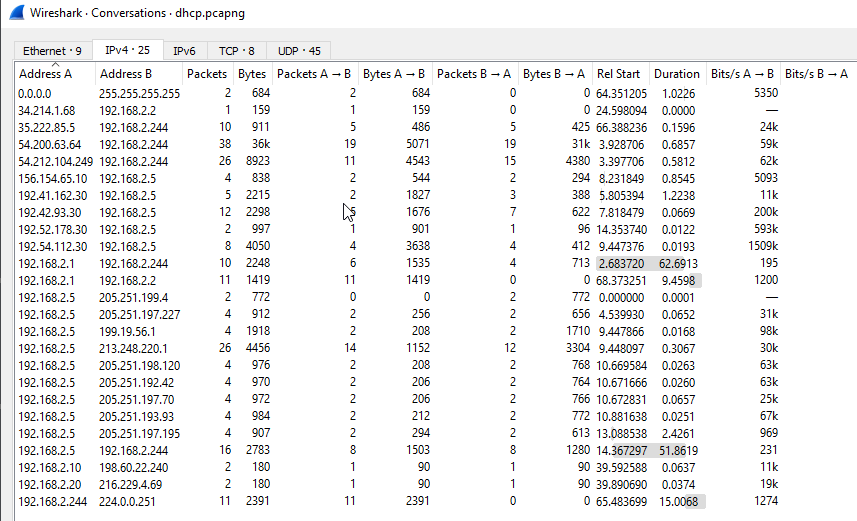 Wireshark · Conversations · dhcp.pcapng
Ethernet · 9 IPv4 · 25 IPv6 TCP · 8 UDP · 45
Address A Address B Packets Bytes Packets A → B Bytes A → B Packets B → A Bytes B → A Rel Start Duration Bits/s A → B Bits/s B → A
0.0.0.0 255.255.255.255 2 684 2 684 0 0 64.351205 1.0226 5350
34.214.1.68 192.168.2.2 1 159 1 159 0 0 24.598094 0.0000 —
35.222.85.5 192.168.2.244 10 911 5 486 5 425 66.388236 0.1596 24k
54.200.63.64 192.168.2.244 38 36k 19 5071 19 31k 3.928706 0.6857 59k
54.212.104.249 192.168.2.244 26 8923 11 4543 15 4380 3.397706 0.5812 62k
156.154.65.10 192.168.2.5 4 838 2 544 2 294 8.231849 0.8545 5093
192.41.162.30 192.168.2.5 5 2215 2 1827 3 388 5.805394 1.2238 11k
192.42.93.30 192.168.2.5 12 2298 5 1676 7 622 7.818479 0.0669 200k
192.52.178.30 192.168.2.5 2 997 1 901 1 96 14.353740 0.0122 593k
192.54.112.30 192.168.2.5 8 4050 4 3638 4 412 9.447376 0.0193 1509k
192.168.2.1 192.168.2.244 10 2248 6 1535 4 713 2.683720 62.6913 195
192.168.2.1 192.168.2.2 11 1419 11 1419 0 0 68.373251 9.4598 1200
192.168.2.5 205.251.199.4 2 772 0 0 2 772 0.000000 0.0001 —
192.168.2.5 205.251.197.227 4 912 2 256 2 656 4.539930 0.0652 31k
192.168.2.5 199.19.56.1 4 1918 2 208 2 1710 9.447866 0.0168 98k
192.168.2.5 213.248.220.1 26 4456 14 1152 12 3304 9.448097 0.3067 30k
192.168.2.5 205.251.198.120 4 976 2 208 2 768 10.669584 0.0263 63k
192.168.2.5 205.251.192.42 4 970 2 206 2 764 10.671666 0.0260 63k
192.168.2.5 205.251.197.70 4 972 2 206 2 766 10.672831 0.0657 25k
192.168.2.5 205.251.193.93 4 984 2 212 2 772 10.881638 0.0251 67k
192.168.2.5 205.251.197.195 4 907 2 294 2 613 13.088538 2.4261 969
192.168.2.5 192.168.2.244 16 2783 8 1503 8 1280 14.367297 51.8619 231
192.168.2.10 198.60.22.240 2 180 1 90 1 90 39.592588 0.0637 11k
192.168.2.20 216.229.4.69 2 180 1 90 1 90 39.890690 0.0374 19k
192.168.2.244 224.0.0.251 11 2391 11 2391 0 0 65.483699 15.0068 1274